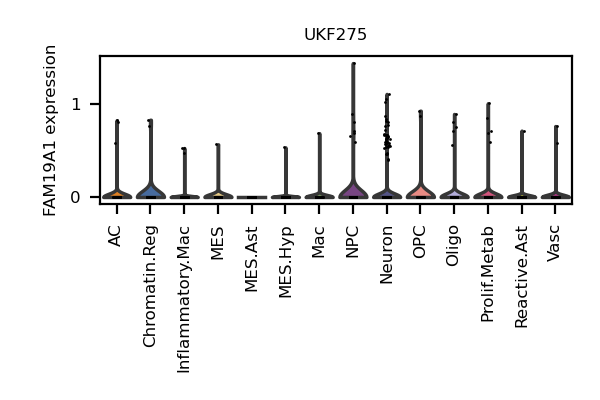 UKF275
FAM19A1 expression
1
0
AC
Chromatin.Reg
Inflammatory.Mac
MES
MES.Ast
MES.Hyp
Mac
NPC
Neuron
OPC
Oligo
Prolif.Metab
Reactive.Ast
Vasc